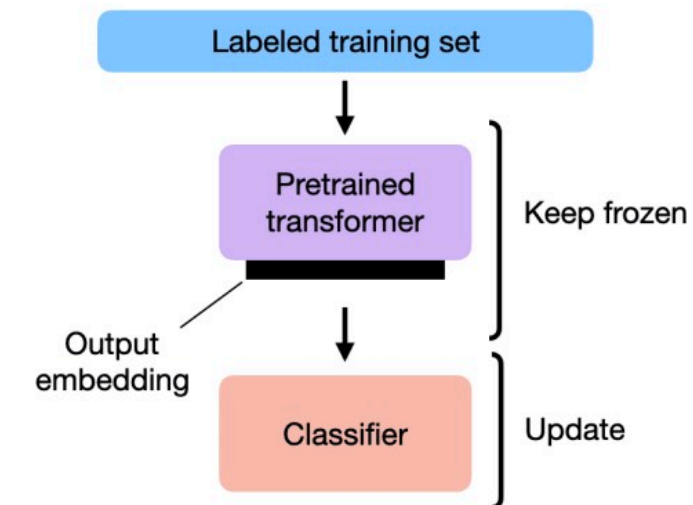 Labeled training set
Pretrained
transformer
Keep frozen
Output
embedding
Classifier
Update